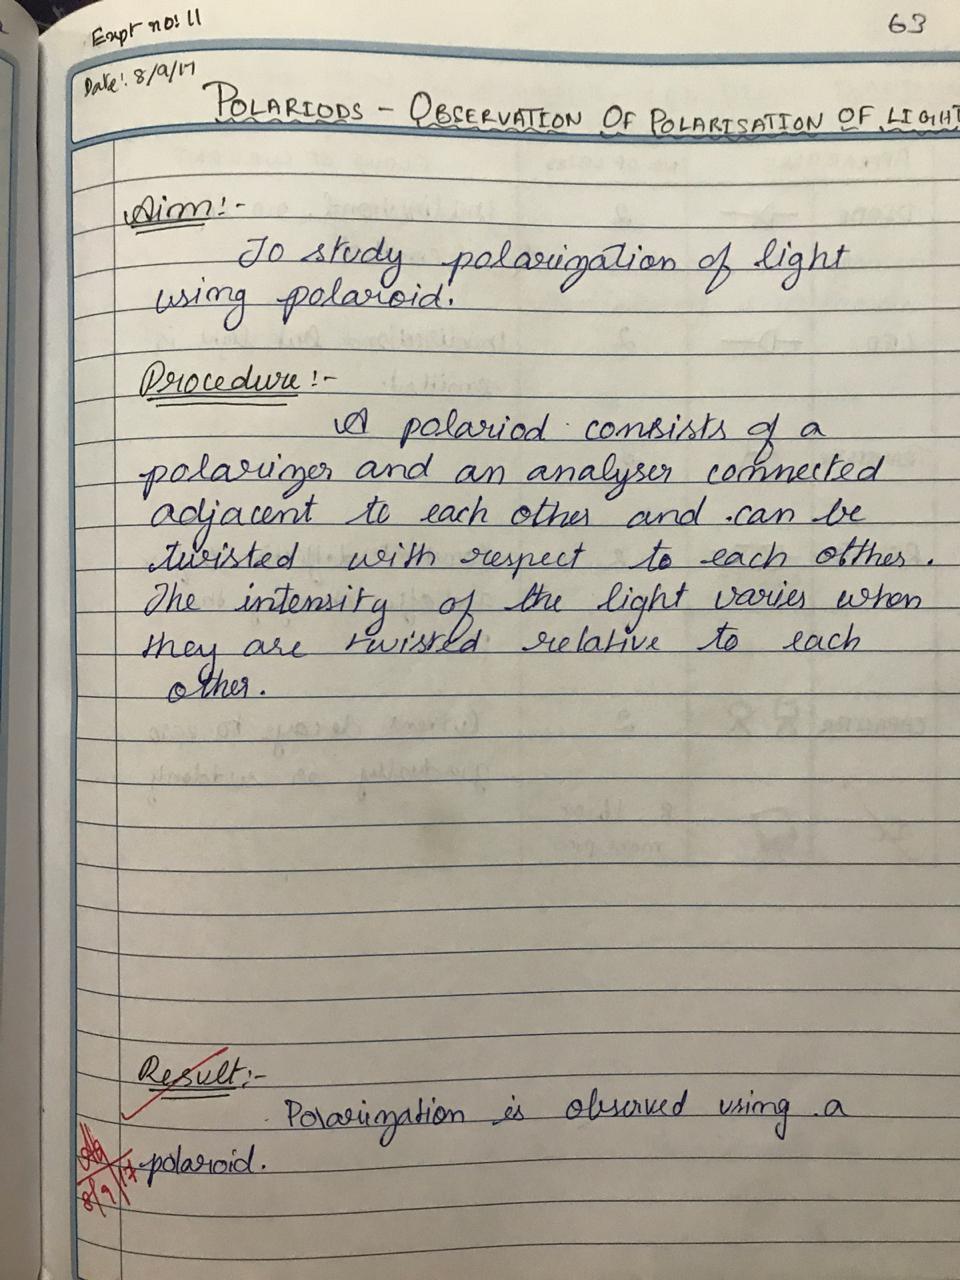 Expt no: 11
63
Date: 8/9/17
POLARIODS - OBSERVATION OF POLARISATION OF LIGHT
Aim:-
To study polarization of light
using polaroid.
Procedure:-
A polariod consists of a
polarizer and an analyser connected
adjacent to each other and can be
twisted with respect to each otther.
The intensity of the light varies when
they are twisted relative to each
other.
Result:-
Polarization is observed using a
polaroid.
8/9/17